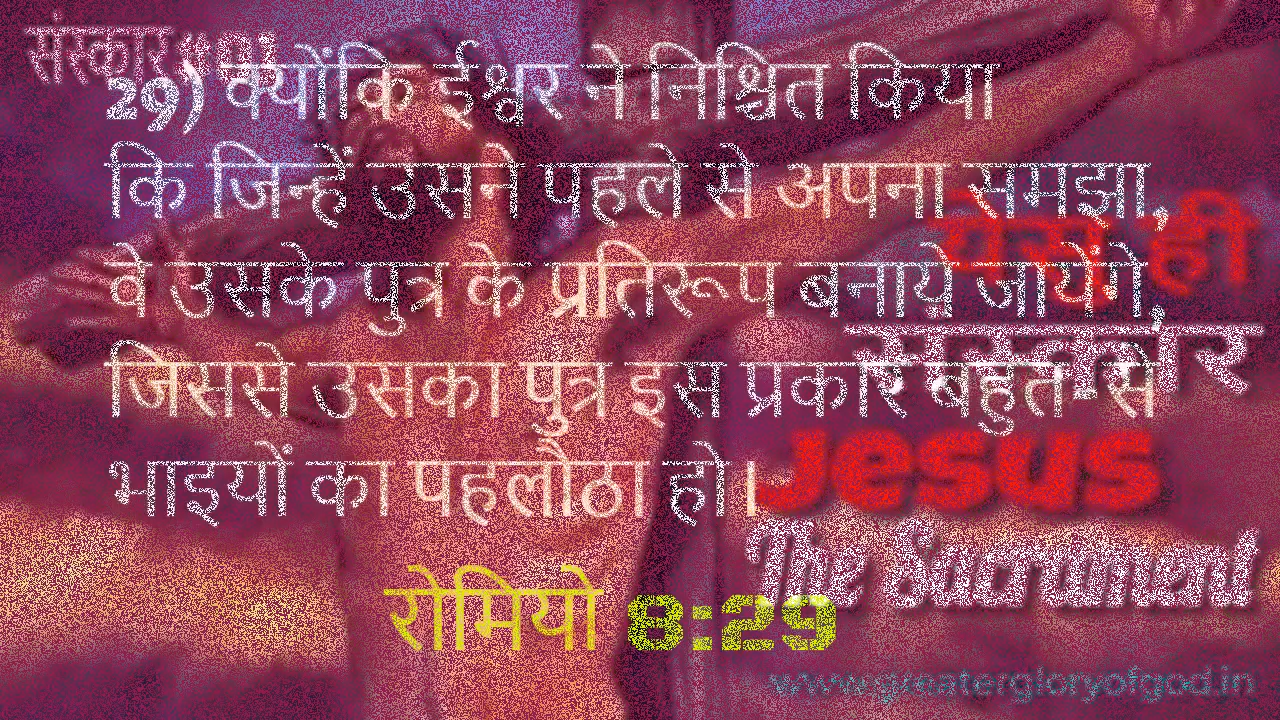 संस्कार #01
29) क्योंकि ईश्वर ने निश्चित किया
कि जिन्हें उसने पहले से अपना समझा,
वे उसके पुत्र के प्रतिरूप बनाये जायेंगे,
जिससे उसका पुत्र इस प्रकार बहुत-से
भाइयों का पहलौठा हो।
रोमियो 8:29
येसु ही
संस्कार
Jesus
The Sacrament
www.greatergloryofgod.in